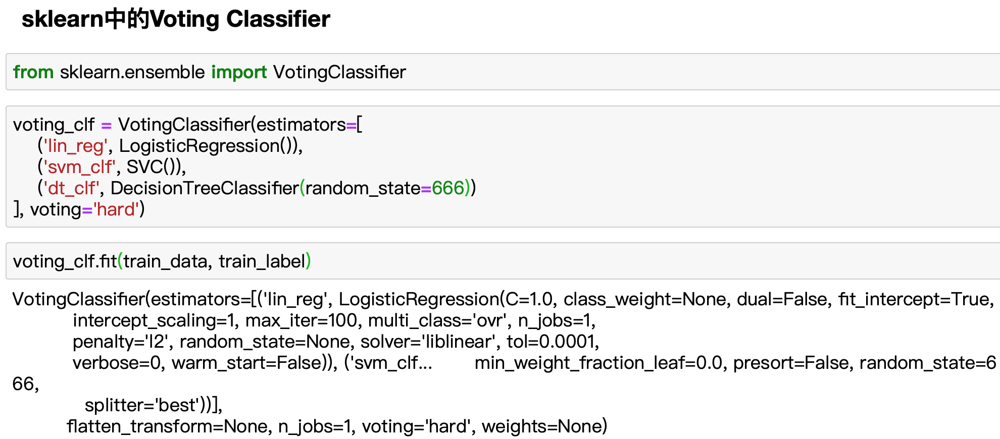 sklearn中的Voting Classifier
from sklearn.ensemble import VotingClassifier
voting_clf = VotingClassifier(estimators=[
('lin_reg', LogisticRegression()),
('svm_clf', SVC()),
('dt_clf', DecisionTreeClassifier(random_state=666))
], voting='hard')
voting_clf.fit(train_data, train_label)
VotingClassifier(estimators=[('lin_reg', LogisticRegression(C=1.0, class_weight=None, dual=False, fit_intercept=True,
intercept_scaling=1, max_iter=100, multi_class='ovr', n_jobs=1,
penalty='l2', random_state=None, solver='liblinear', tol=0.0001,
verbose=0, warm_start=False)), ('svm_clf... min_weight_fraction_leaf=0.0, presort=False, random_state=6
66,
splitter='best'))],
flatten_transform=None, n_jobs=1, voting='hard', weights=None)